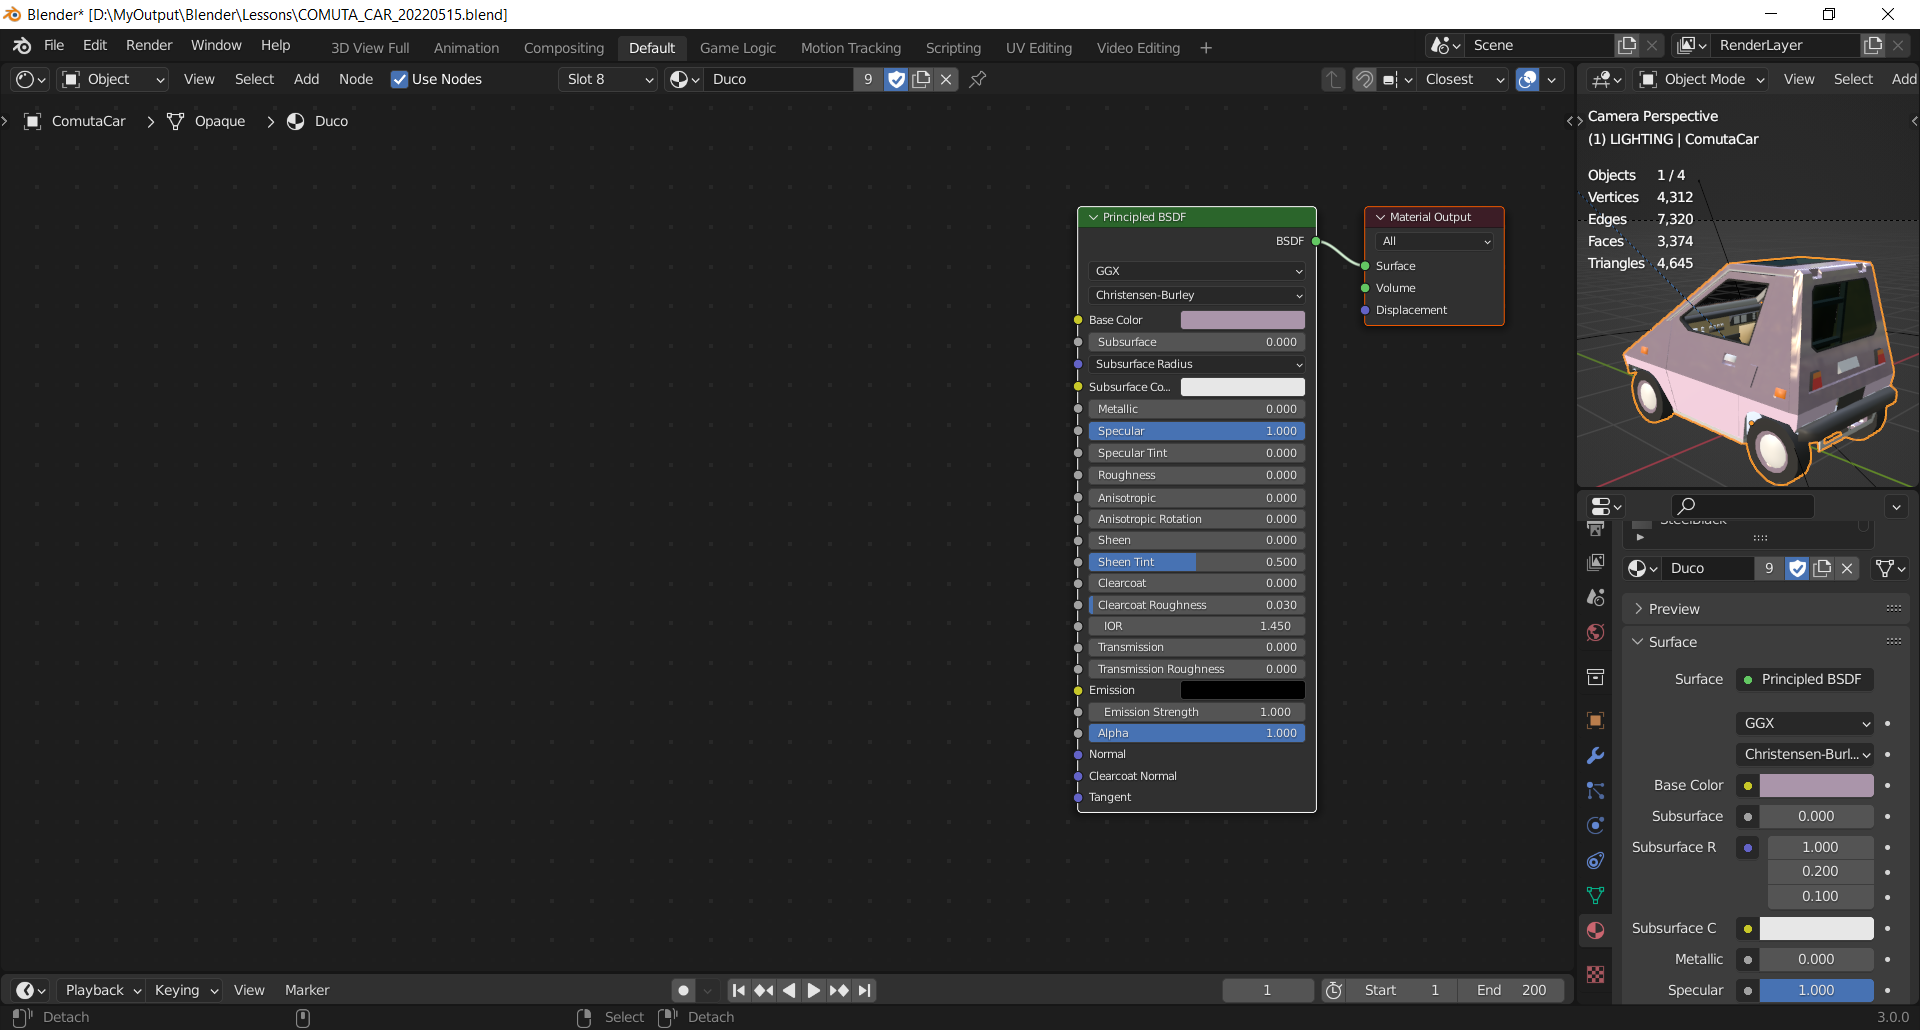 Blender* [D:\MyOutput\Blender\Lessons\COMUTA_CAR_20220515.blend]
File Edit Render Window Help 3D View Full Animation Compositing Default Game Logic Motion Tracking Scripting UV Editing Video Editing Scene RenderLayer
Object View Select Add Node Use Nodes Slot 8 Duco 9 Closest Object Mode View Select Add
ComutaCar Opaque Duco
Camera Perspective
(1) LIGHTING | ComutaCar
Objects 1 / 4
Vertices 4,312
Edges 7,320
Faces 3,374
Triangles 4,645
Principled BSDF
BSDF
GGX
Christensen-Burley
Base Color
Subsurface 0.000
Subsurface Radius
Subsurface Co...
Metallic 0.000
Specular 1.000
Specular Tint 0.000
Roughness 0.000
Anisotropic 0.000
Anisotropic Rotation 0.000
Sheen 0.000
Sheen Tint 0.500
Clearcoat 0.000
Clearcoat Roughness 0.030
IOR 1.450
Transmission 0.000
Transmission Roughness 0.000
Emission
Emission Strength 1.000
Alpha 1.000
Normal
Clearcoat Normal
Tangent
Material Output
All
Surface
Volume
Displacement
SteelBlack
Duco 9
Preview
Surface
Surface Principled BSDF
GGX
Christensen-Burl...
Base Color
Subsurface 0.000
Subsurface R 1.000
0.200
0.100
Subsurface C
Metallic 0.000
Specular 1.000
Playback Keying View Marker 1 Start 1 End 200
Detach Select Detach 3.0.0